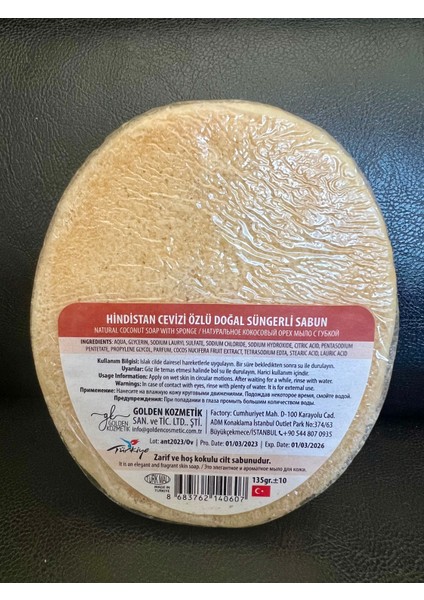 HİNDİSTAN CEVİZİ ÖZLÜ DOĞAL SÜNGERLİ SABUN
NATURAL COCONUT SOAP WITH SPONGE / НАТУРАЛЬНОЕ КОКОСОВЫЙ ОРЕХ МЫЛО С ГУБКОЙ
INGREDIENTS: AQUA, GLYCERIN, SODIUM LAURYL SULFATE, SODIUM CHLORIDE, SODIUM HYDROXIDE, CITRIC ACID, PENTASODIUM
PENTETATE, PROPYLENE GLYCOL, PARFUM, COCOS NUCIFERA FRUIT EXTRACT, TETRASODIUM EDTA, STEARIC ACID, LAURIC ACID
Kullanım Bilgisi: Islak cilde dairesel hareketlerle uygulayın. Bir süre bekledikten sonra su ile durulayın.
Uyarılar: Göz ile temas etmesi halinde bol su ile durulayın. Harici kullanım içindir.
Usage Information: Apply on wet skin in circular motions. After waiting for a while, rinse with water.
Warnings: In case of contact with eyes, rinse with plenty of water. It is for external use.
Применение: Нанесите на влажную кожу круговыми движениями. Подождав некоторое время, смойте водой.
Предупреждения: При попадании в глаза промыть большим количеством воды.
gk
GOLDEN
COZMETİK
GOLDEN KOZMETİK
SAN. ve TİC. LTD.. ŞTİ.
info@goldencosmetic.com.tr
Factory: Cumhuriyet Mah. D-100 Karayolu Cad.
ADM Konaklama İstanbul Outlet Park No:374/63
Büyükçekmece/İSTANBUL +90 544 807 0935
Lot: ant2023/0v | Pro. Date: 01/03/2023 | Exp. Date: 01/03/2026
Türkiye
Zarif ve hoş kokulu cilt sabunudur.
It is an elegant and fragrant skin soap. / Это элегантное и ароматное мыло для кожи.
TÜRK MALI
MADE IN
TÜRKİYE
8 683762 140607
135gr.±10